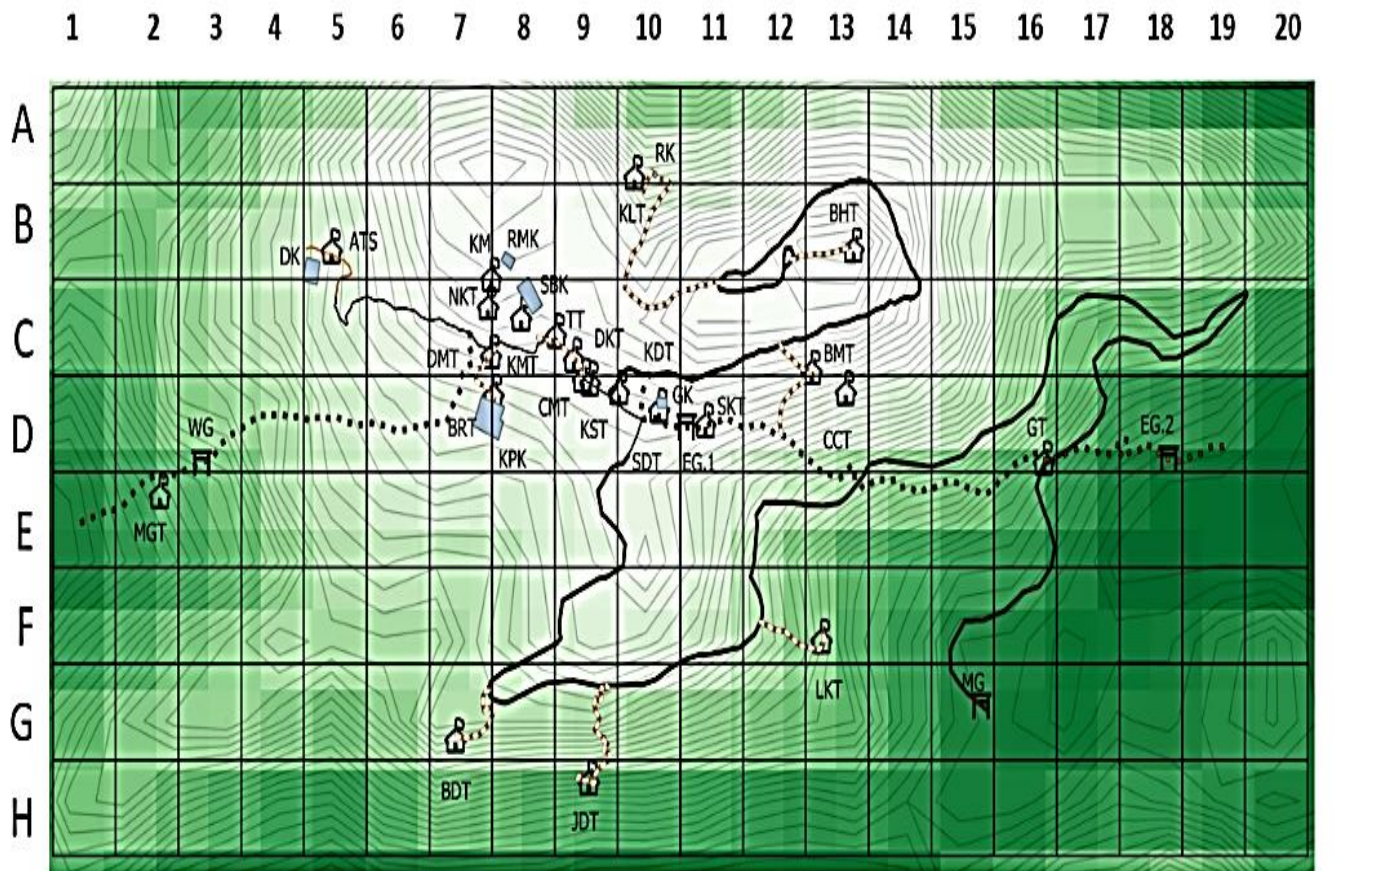 1 2 3 4 5 6 7 8 9 10 11 12 13 14 15 16 17 18 19 20
A
RK
B
KLT
BHT
DK
ATS
KM
RMK
NKT
SBK
C
TT
DKT
DMT
KMT
KDT
BMT
GK
SKT
CMT
D
WG
BRT
KST
CCT
GT
EG.2
KPK
SDT
EG.1
MGT
E
F
LKT
MG
G
BDT
H
JDT